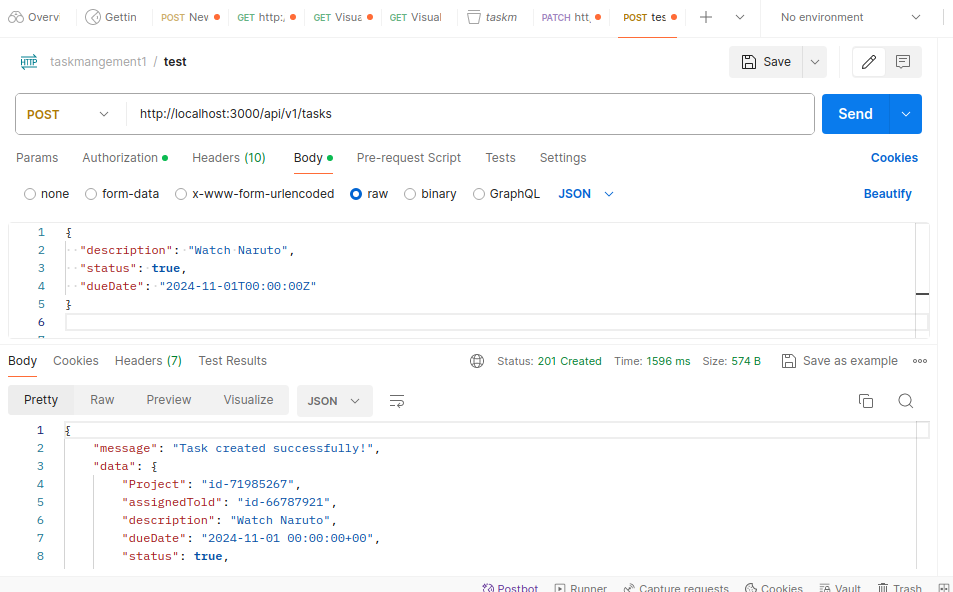 Overv Gettin POST New GET http:, GET Visua GET Visual taskm PATCH htt, POST tes No environment
HTTP taskmangement1 / test Save
POST http://localhost:3000/api/v1/tasks Send
Params Authorization Headers (10) Body Pre-request Script Tests Settings Cookies
none form-data x-www-form-urlencoded raw binary GraphQL JSON Beautify
1 {
2 "description": "Watch Naruto",
3 "status": true,
4 "dueDate": "2024-11-01T00:00:00Z"
5 }
6
Body Cookies Headers (7) Test Results Status: 201 Created Time: 1596 ms Size: 574 B Save as example
Pretty Raw Preview Visualize JSON
1 {
2 "message": "Task created successfully!",
3 "data": {
4 "Project": "id-71985267",
5 "assignedTold": "id-66787921",
6 "description": "Watch Naruto",
7 "dueDate": "2024-11-01 00:00:00+00",
8 "status": true,
Postbot Runner Capture requests Cookies Vault Trash